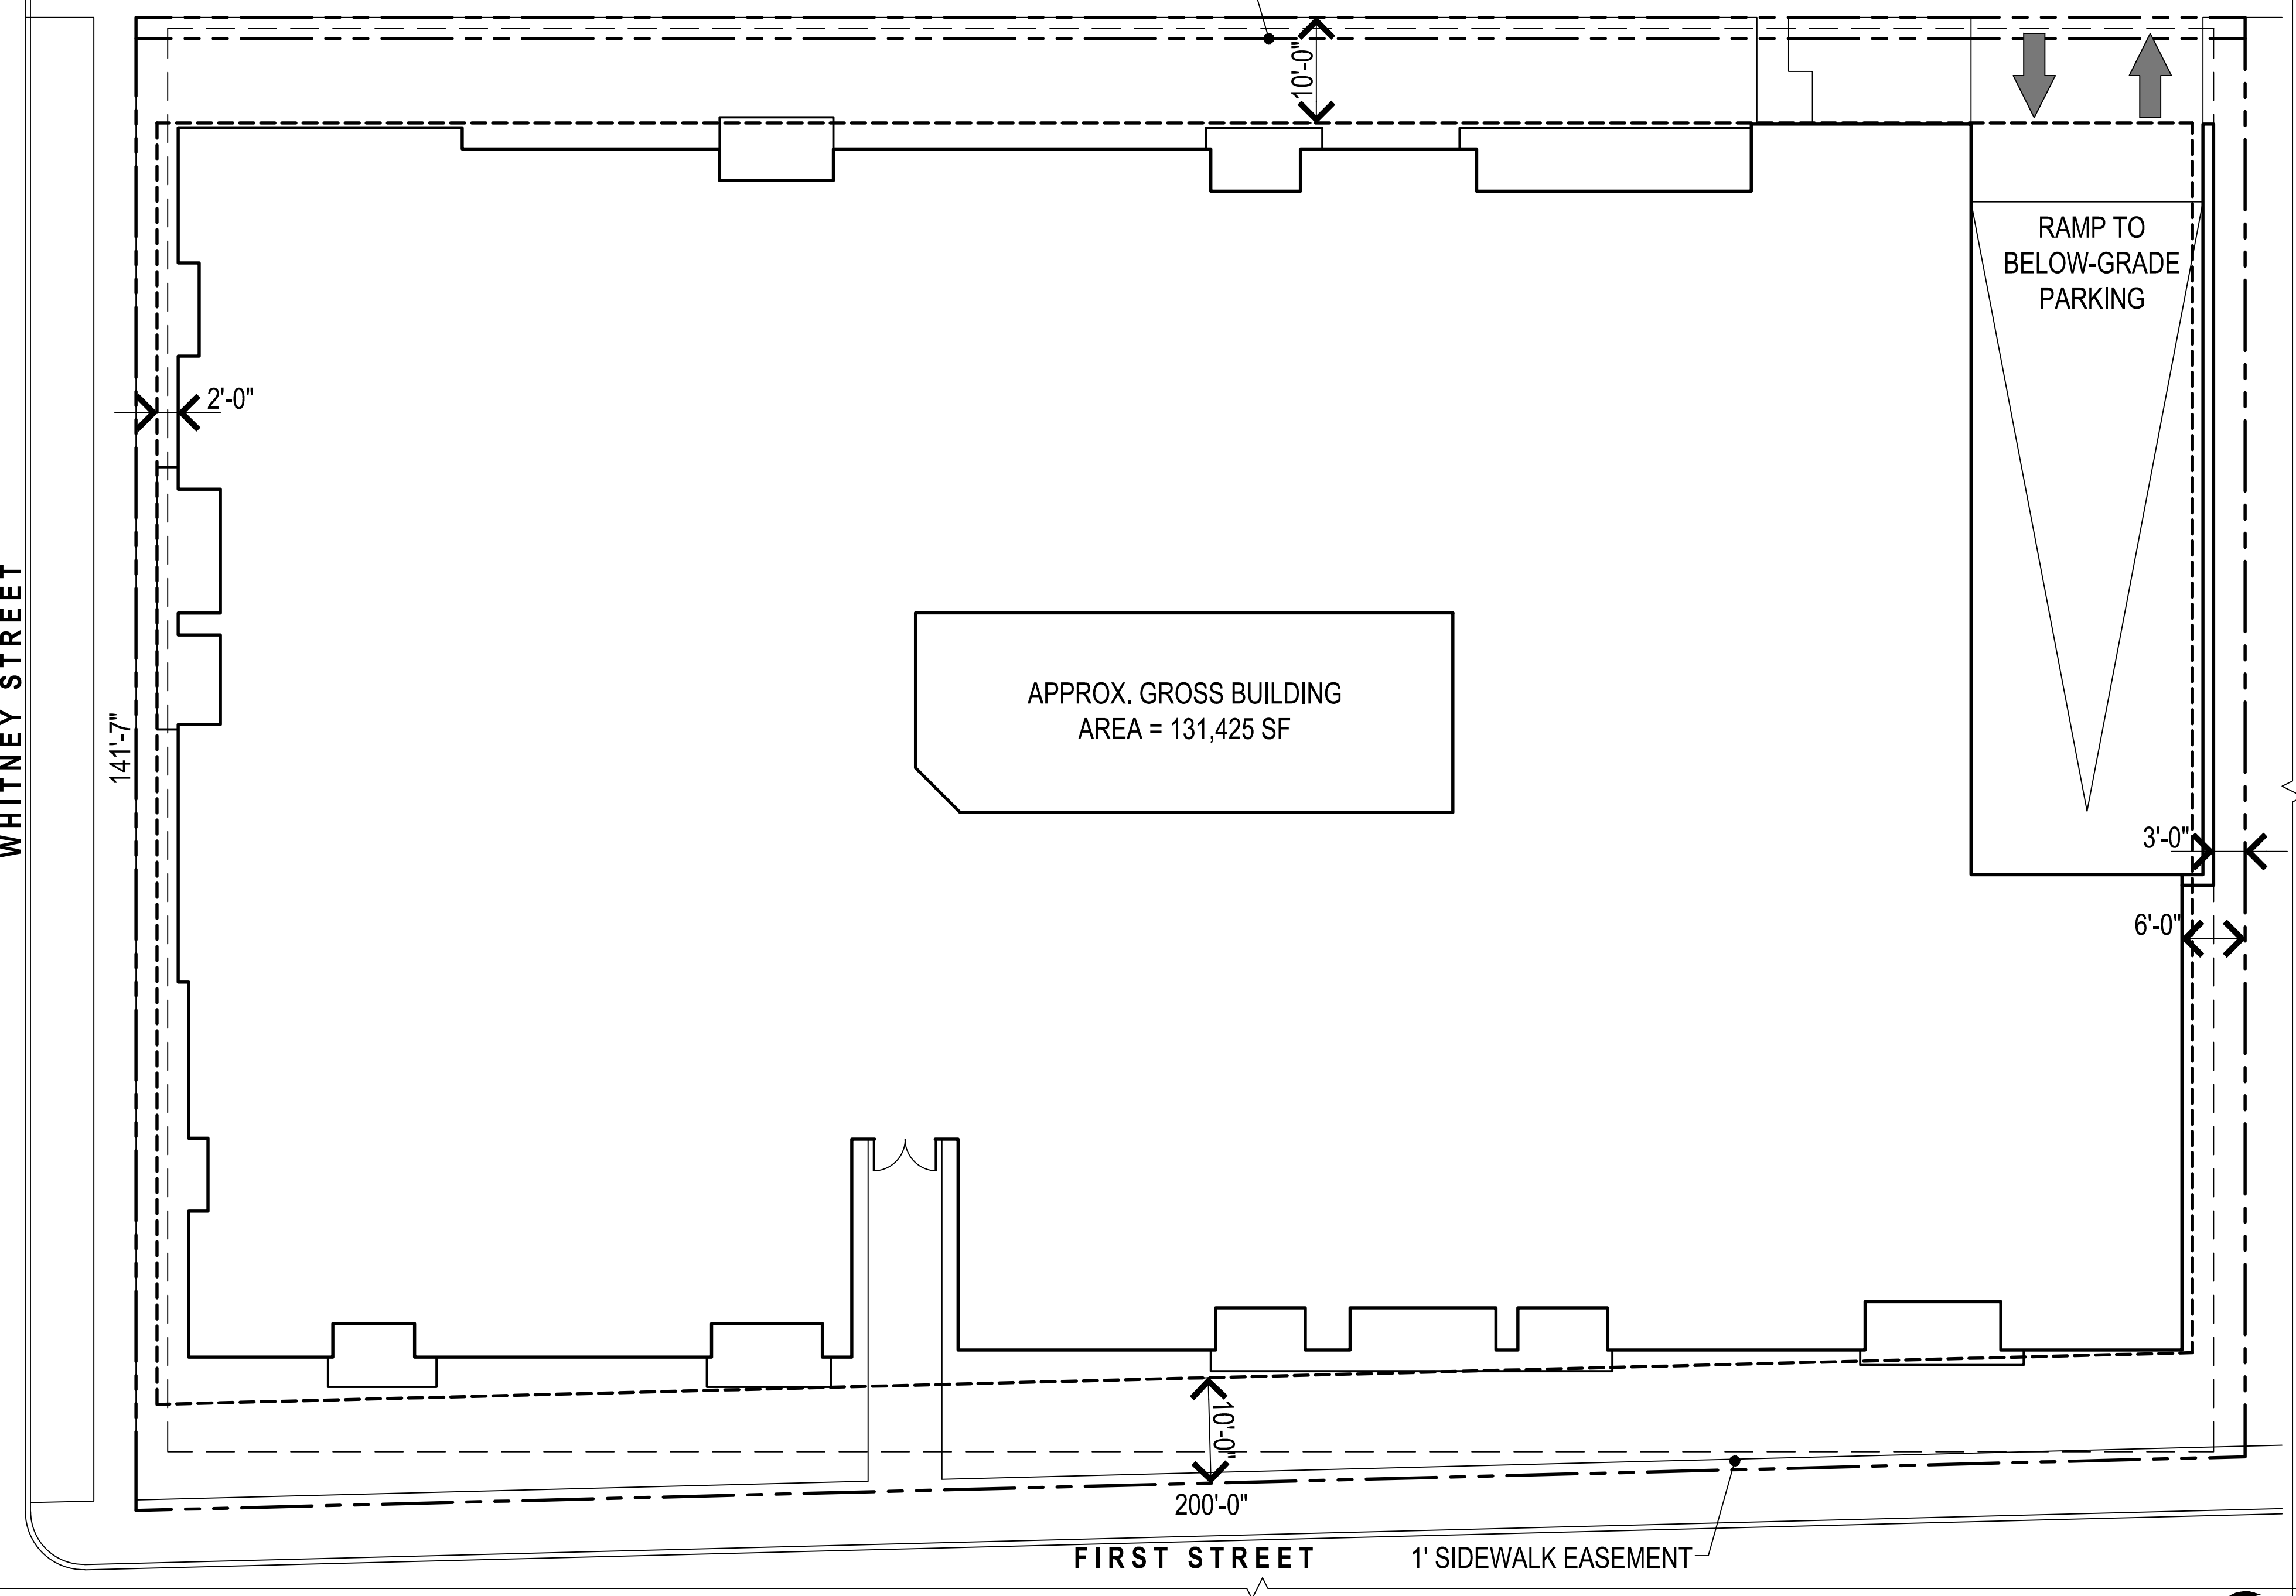 10'-0"
RAMP TO
BELOW-GRADE
PARKING
2'-0"
WHITNEY STREET
141'-7"
APPROX. GROSS BUILDING
AREA = 131,425 SF
3'-0"
6'-0"
10'-0"
200'-0"
FIRST STREET
1' SIDEWALK EASEMENT